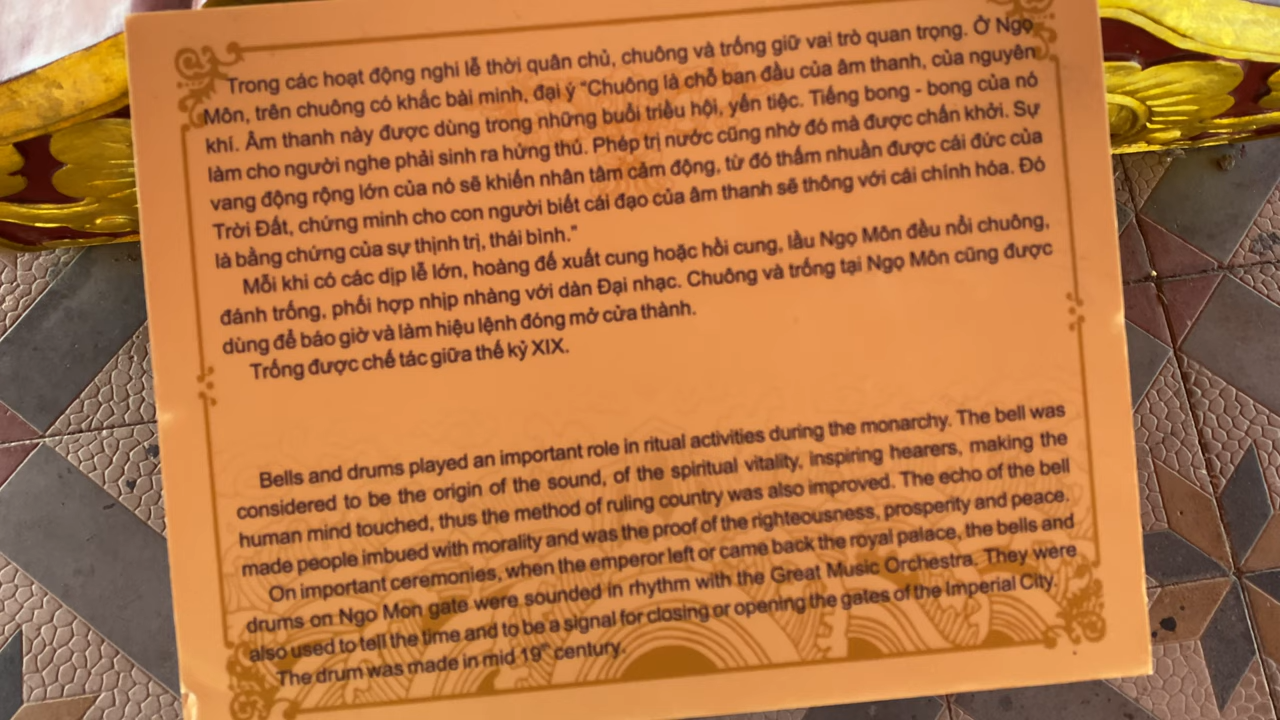 Trong các hoạt động nghi lễ thời quân chủ, chuông và trống giữ vai trò quan trọng. Ở Ngọ
Môn, trên chuông có khắc bài minh, đại ý "Chuông là chỗ ban đầu của âm thanh, của nguyên
khí. Âm thanh này được dùng trong những buổi triều hội, yến tiệc. Tiếng bong - bong của nó
làm cho người nghe phải sinh ra hứng thú. Phép trị nước cũng nhờ đó mà được chấn khởi. Sự
vang động rộng lớn của nó sẽ khiến nhân tâm cảm động, từ đó thấm nhuần được cái đức của
Trời Đất, chứng minh cho con người biết cái đạo của âm thanh sẽ thông với cái chính hóa. Đó
là bằng chứng của sự thịnh trị, thái bình."
Mỗi khi có các dịp lễ lớn, hoàng đế xuất cung hoặc hồi cung, lầu Ngọ Môn đều nổi chuông,
đánh trống, phối hợp nhịp nhàng với dàn Đại nhạc. Chuông và trống tại Ngọ Môn cũng được
dùng để báo giờ và làm hiệu lệnh đóng mở cửa thành.
Trống được chế tác giữa thế kỷ XIX.
Bells and drums played an important role in ritual activities during the monarchy. The bell was
considered to be the origin of the sound, of the spiritual vitality, inspiring hearers, making the
human mind touched, thus the method of ruling country was also improved. The echo of the bell
made people imbued with morality and was the proof of the righteousness, prosperity and peace.
On important ceremonies, when the emperor left or came back the royal palace, the bells and
drums on Ngo Mon gate were sounded in rhythm with the Great Music Orchestra. They were
also used to tell the time and to be a signal for closing or opening the gates of the Imperial City.
The drum was made in mid 19th century.